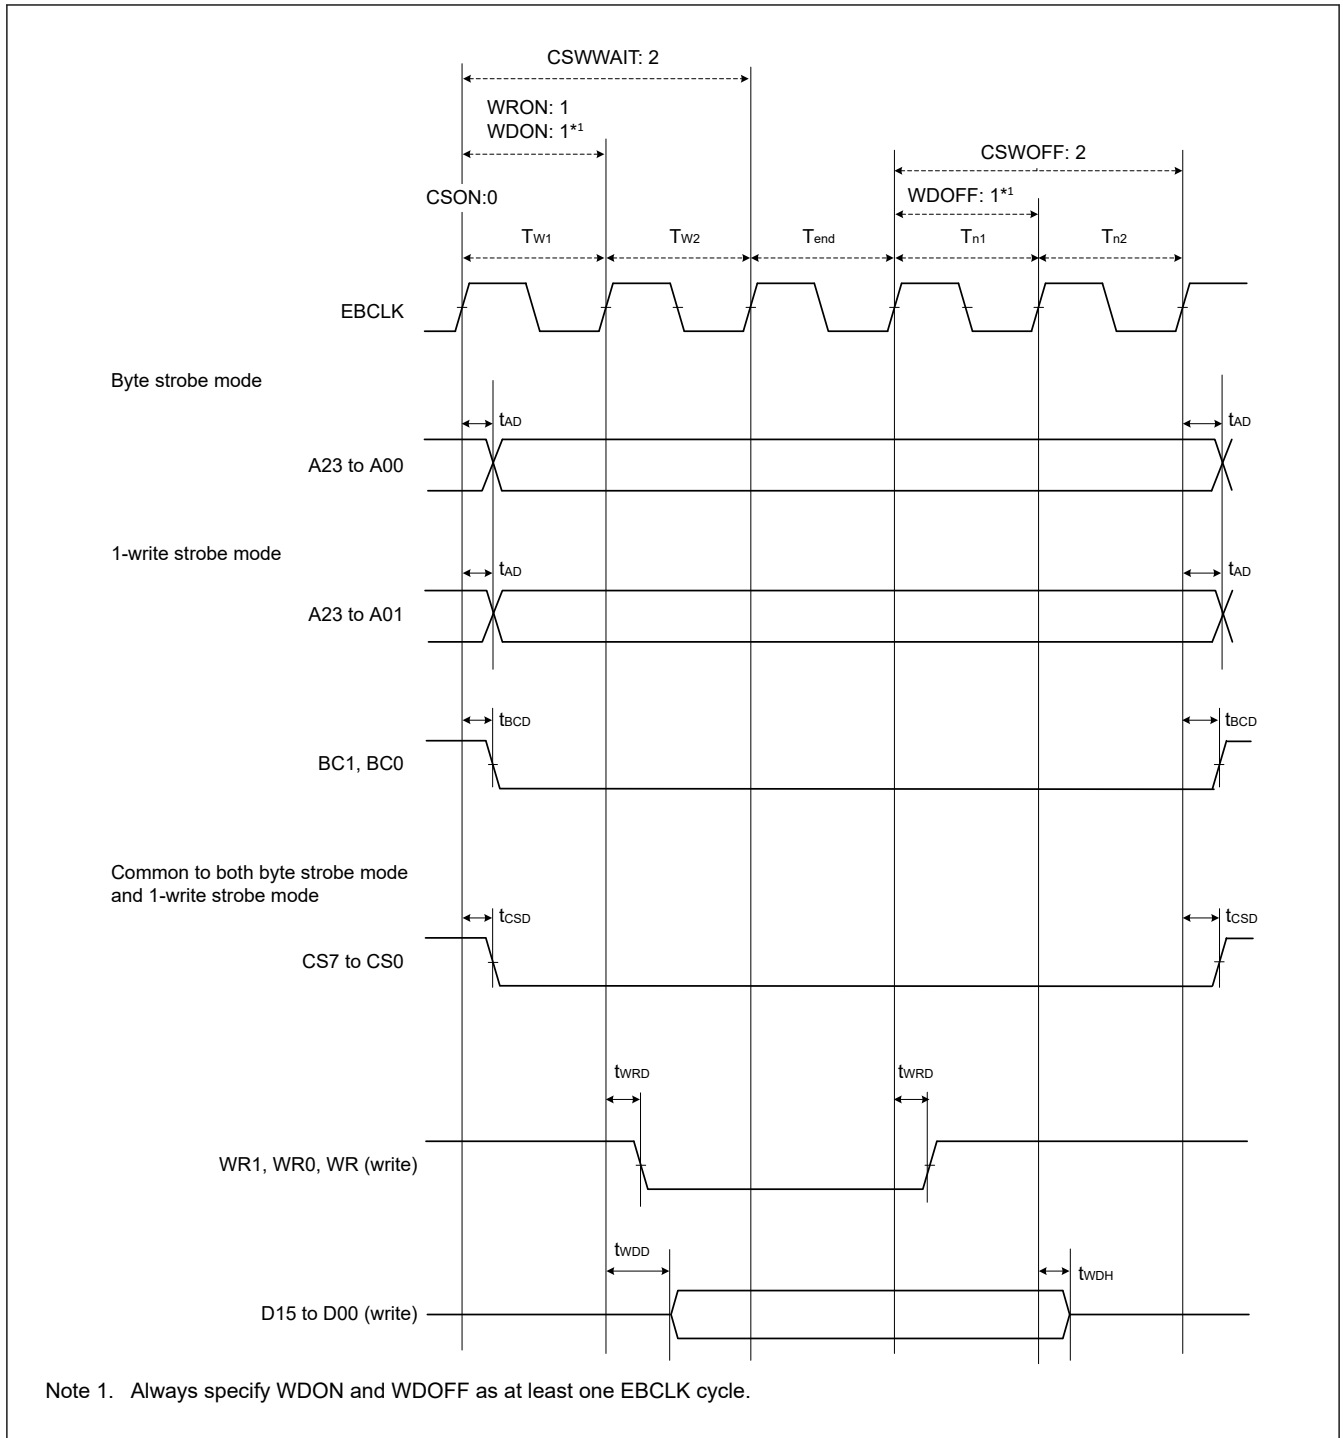 CSWWAIT: 2
WRON: 1
WDON: 1*1
CSWOFF: 2
WDOFF: 1*1
CSON:0
TW1 TW2 Tend Tn1 Tn2
EBCLK
Byte strobe mode
tAD tAD
A23 to A00
1-write strobe mode
tAD tAD
A23 to A01
tBCD tBCD
BC1, BC0
Common to both byte strobe mode
and 1-write strobe mode
tCSD tCSD
CS7 to CS0
tWRD tWRD
WR1, WR0, WR (write)
tWDD tWDH
D15 to D00 (write)
Note 1. Always specify WDON and WDOFF as at least one EBCLK cycle.